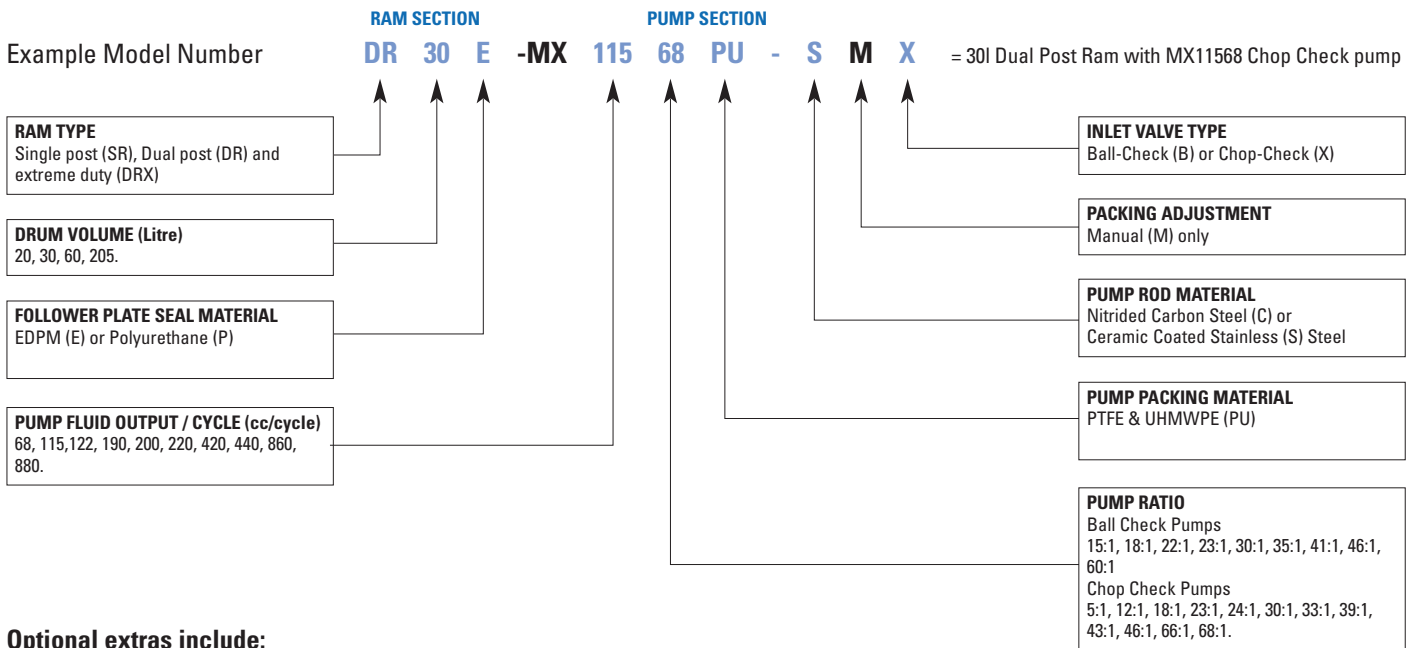 RAM SECTION
PUMP SECTION
Example Model Number
DR 30 E -MX 115 68 PU - S M X = 30l Dual Post Ram with MX11568 Chop Check pump
RAM TYPE
Single post (SR), Dual post (DR) and
extreme duty (DRX)
DRUM VOLUME (Litre)
20, 30, 60, 205.
FOLLOWER PLATE SEAL MATERIAL
EDPM (E) or Polyurethane (P)
PUMP FLUID OUTPUT / CYCLE (cc/cycle)
68, 115,122, 190, 200, 220, 420, 440, 860,
880.
INLET VALVE TYPE
Ball-Check (B) or Chop-Check (X)
PACKING ADJUSTMENT
Manual (M) only
PUMP ROD MATERIAL
Nitrided Carbon Steel (C) or
Ceramic Coated Stainless (S) Steel
PUMP PACKING MATERIAL
PTFE & UHMWPE (PU)
PUMP RATIO
Ball Check Pumps
15:1, 18:1, 22:1, 23:1, 30:1, 35:1, 41:1, 46:1,
60:1
Chop Check Pumps
5:1, 12:1, 18:1, 23:1, 24:1, 30:1, 33:1, 39:1,
43:1, 46:1, 66:1, 68:1.
Optional extras include: